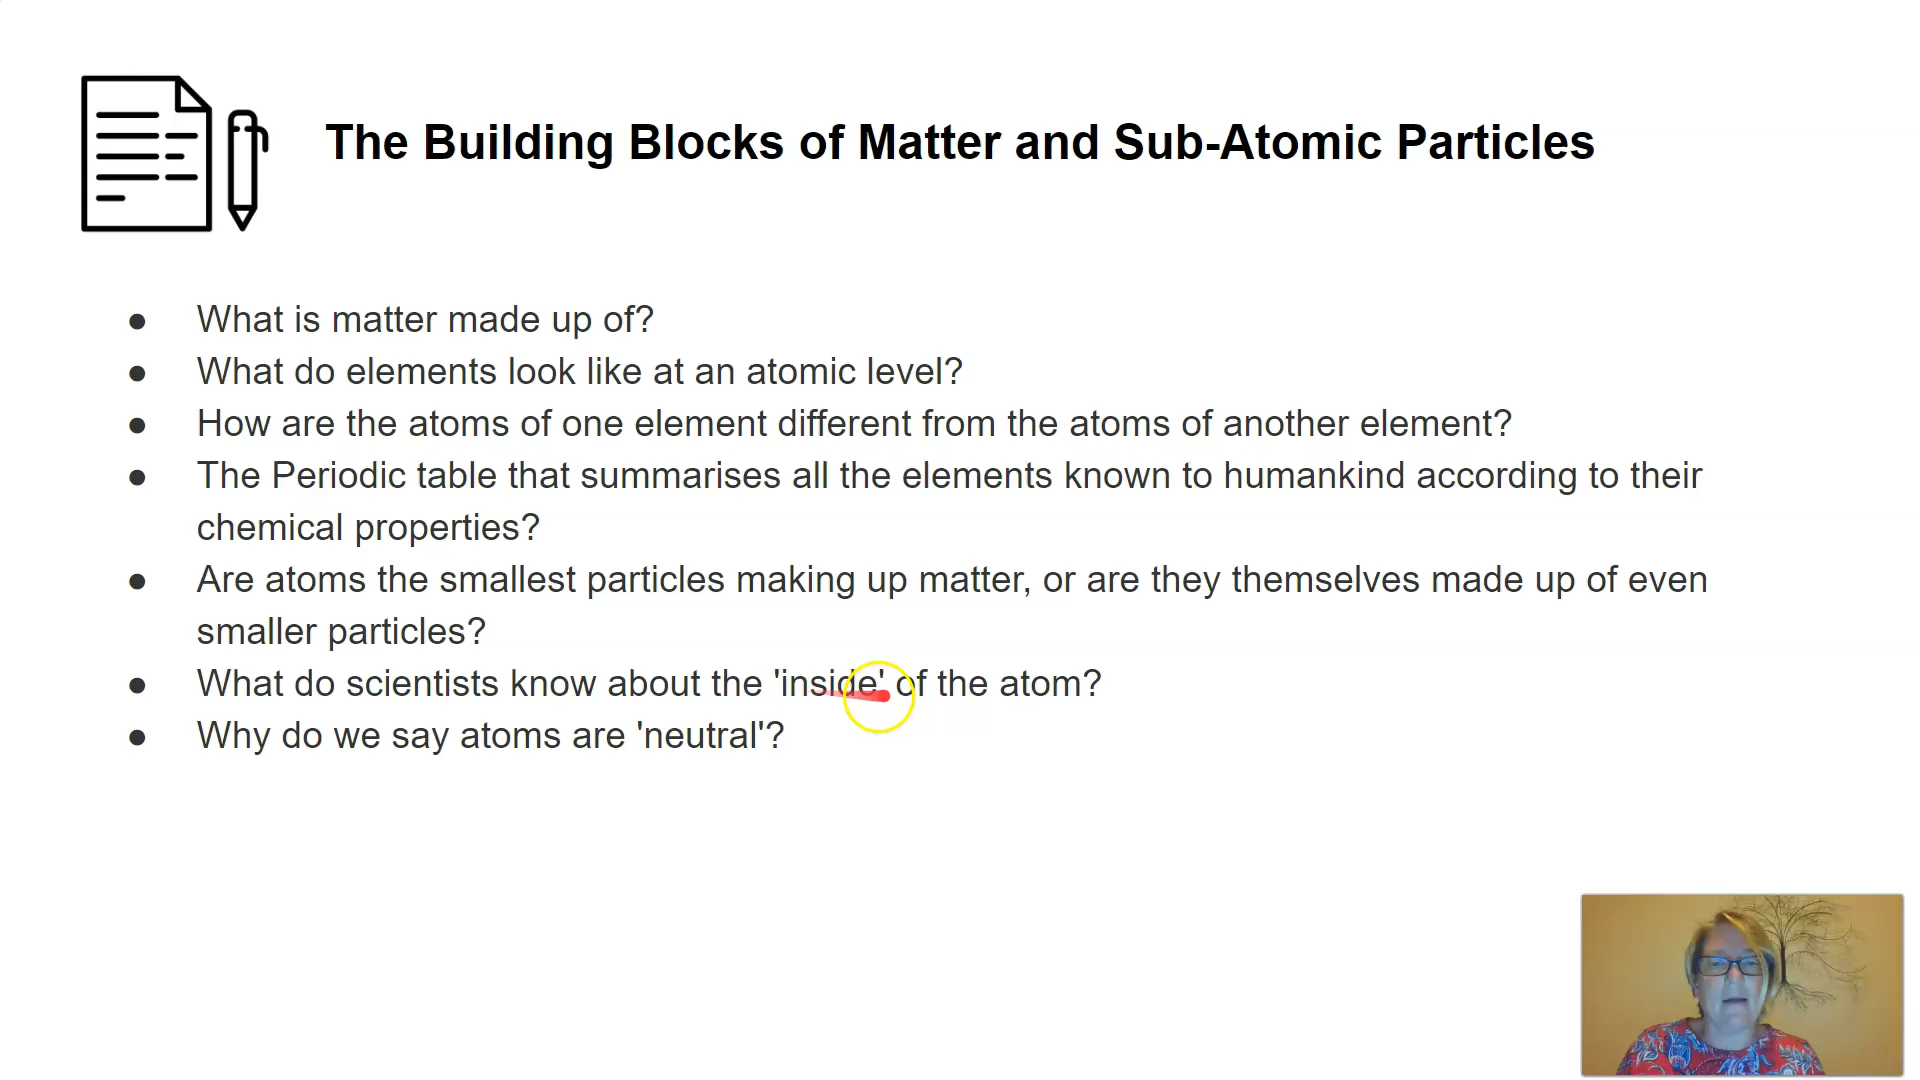 The Building Blocks of Matter and Sub-Atomic Particles
● What is matter made up of?
● What do elements look like at an atomic level?
● How are the atoms of one element different from the atoms of another element?
● The Periodic table that summarises all the elements known to humankind according to their
chemical properties?
● Are atoms the smallest particles making up matter, or are they themselves made up of even
smaller particles?
● What do scientists know about the 'inside' of the atom?
● Why do we say atoms are 'neutral'?